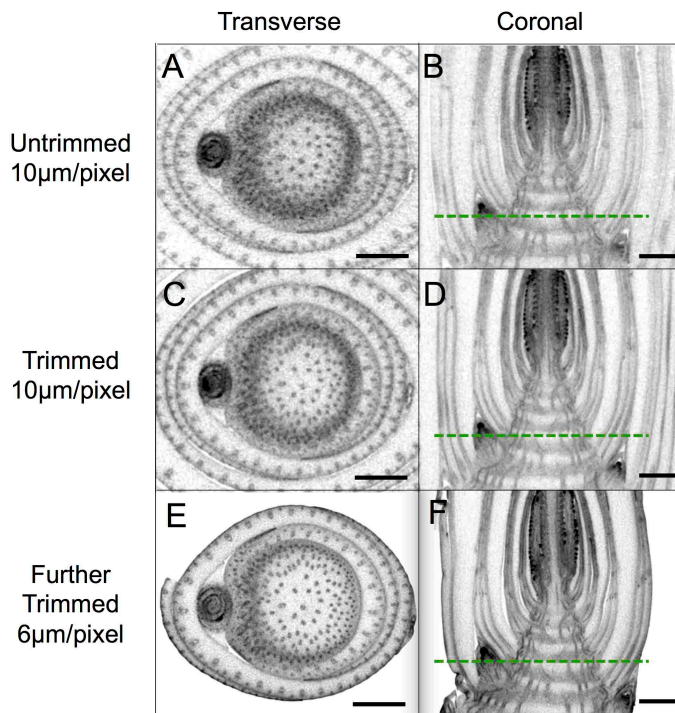 Transverse
Coronal
A
B
Untrimmed
10µm/pixel
C
D
Trimmed
10µm/pixel
E
F
Further
Trimmed
6µm/pixel